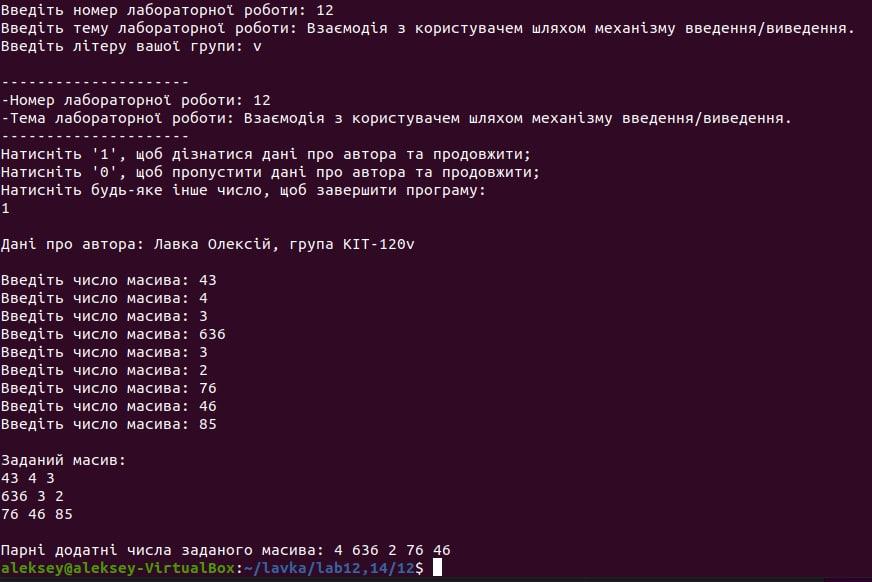 Введіть номер лабораторної роботи: 12
Введіть тему лабораторної роботи: Взаємодія з користувачем шляхом механізму введення/виведення.
Введіть літеру вашої групи: v
---------------------
-Номер лабораторної роботи: 12
-Тема лабораторної роботи: Взаємодія з користувачем шляхом механізму введення/виведення.
---------------------
Натисніть '1', щоб дізнатися дані про автора та продовжити;
Натисніть '0', щоб пропустити дані про автора та продовжити;
Натисніть будь-яке інше число, щоб завершити програму:
1
Дані про автора: Лавка Олексій, група КІТ-120v
Введіть число масива: 43
Введіть число масива: 4
Введіть число масива: 3
Введіть число масива: 636
Введіть число масива: 3
Введіть число масива: 2
Введіть число масива: 76
Введіть число масива: 46
Введіть число масива: 85
Заданий масив:
43 4 3
636 3 2
76 46 85
Парні додатні числа заданого масива: 4 636 2 76 46
aleksey@aleksey-VirtualBox:~/lavka/lab12,14/12$